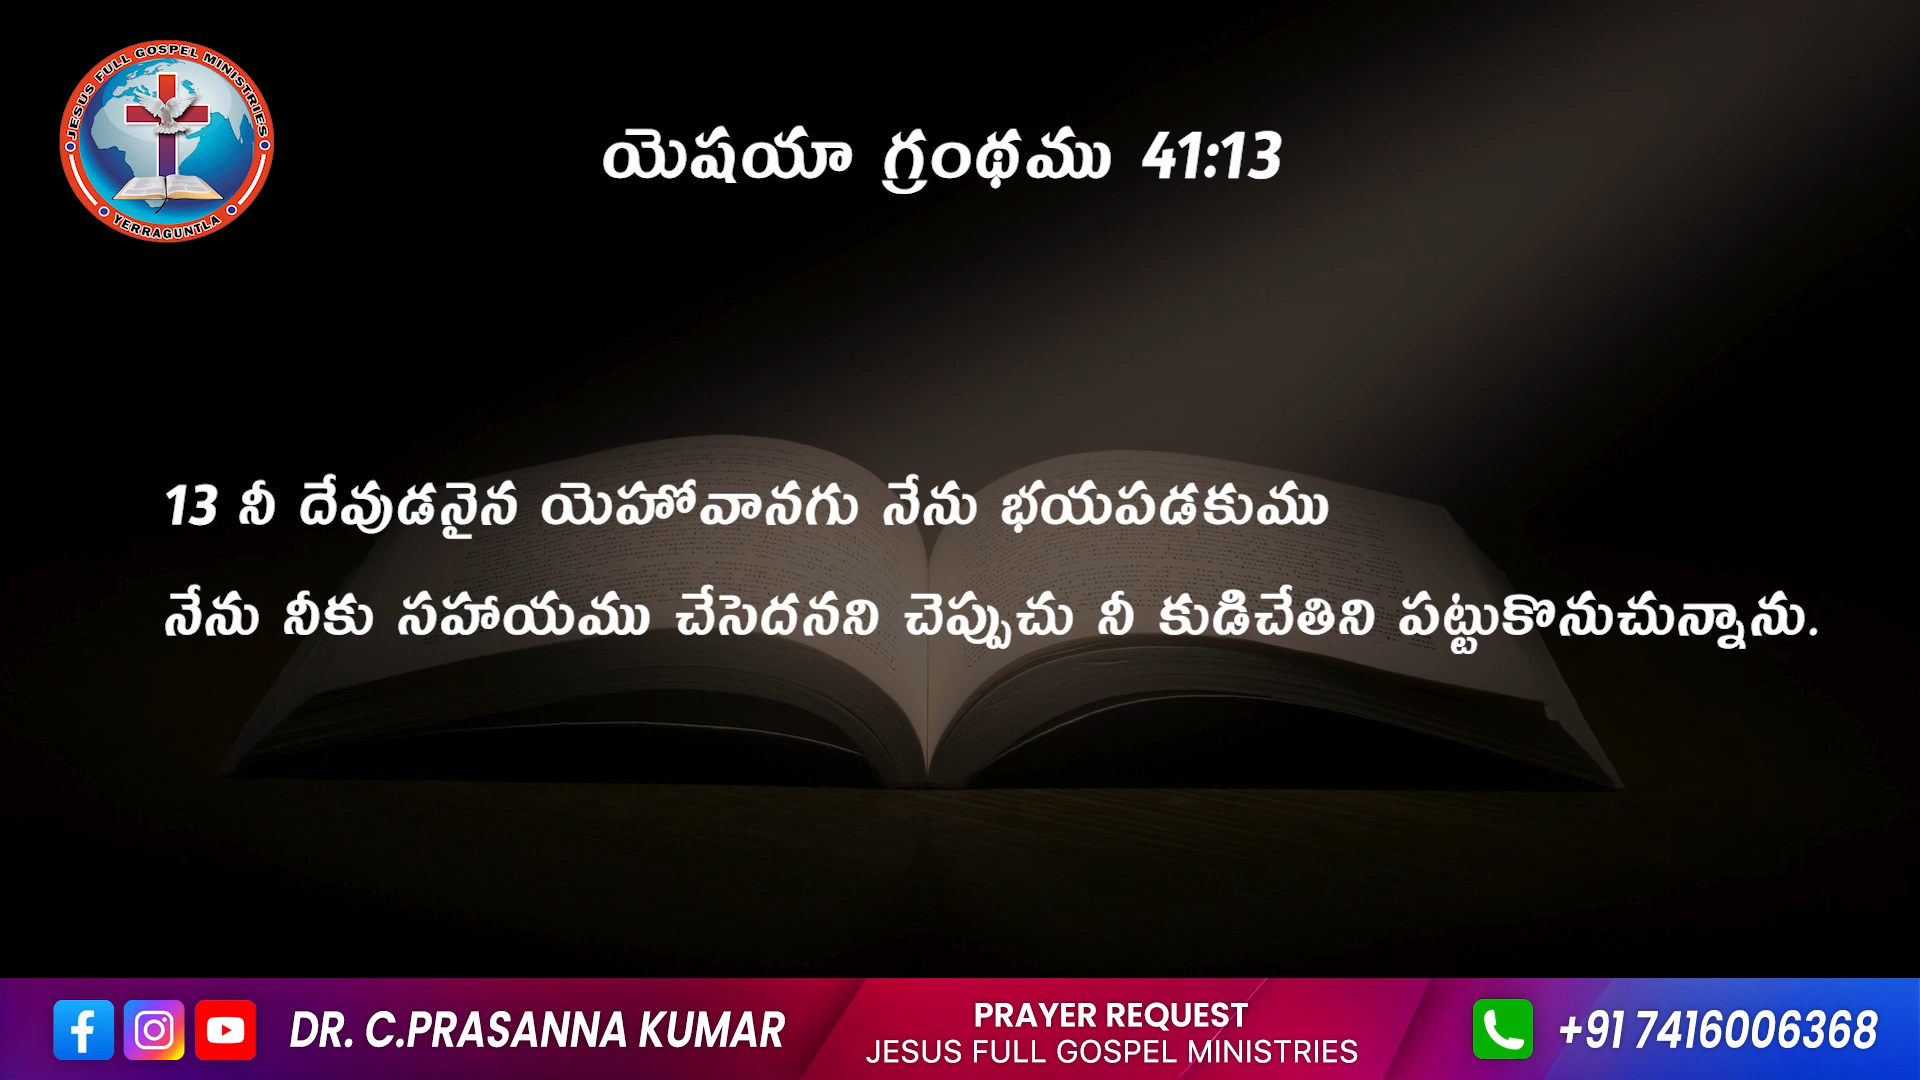 JESUS FULL GOSPEL MINISTRIES
YERRAGUNTLA
యెషయా గ్రంథము 41:13
13 నీ దేవుడనైన యెహోవానగు నేను భయపడకుము
నేను నీకు సహాయము చేసెదనని చెప్పుచు నీ కుడిచేతిని పట్టుకొనుచున్నాను.
DR. C.PRASANNA KUMAR
PRAYER REQUEST
JESUS FULL GOSPEL MINISTRIES
+91 7416006368